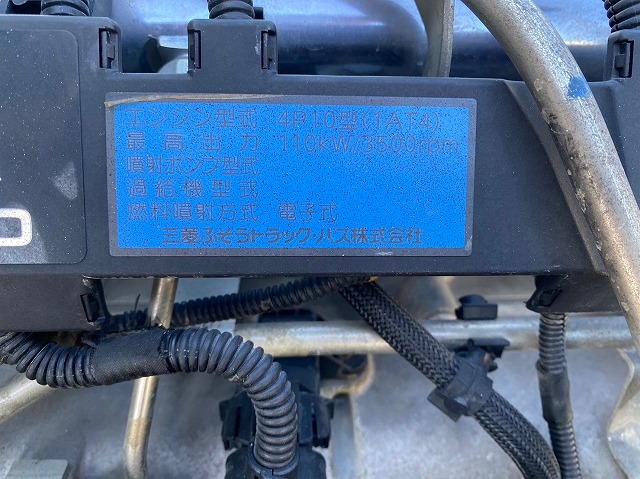 エンジン型式 4P10型(1AT4)
最高出力 110kW/3500rpm
噴射ポンプ型式
過給機型式
燃料噴射方式 電子式
三菱ふそうトラック・バス株式会社